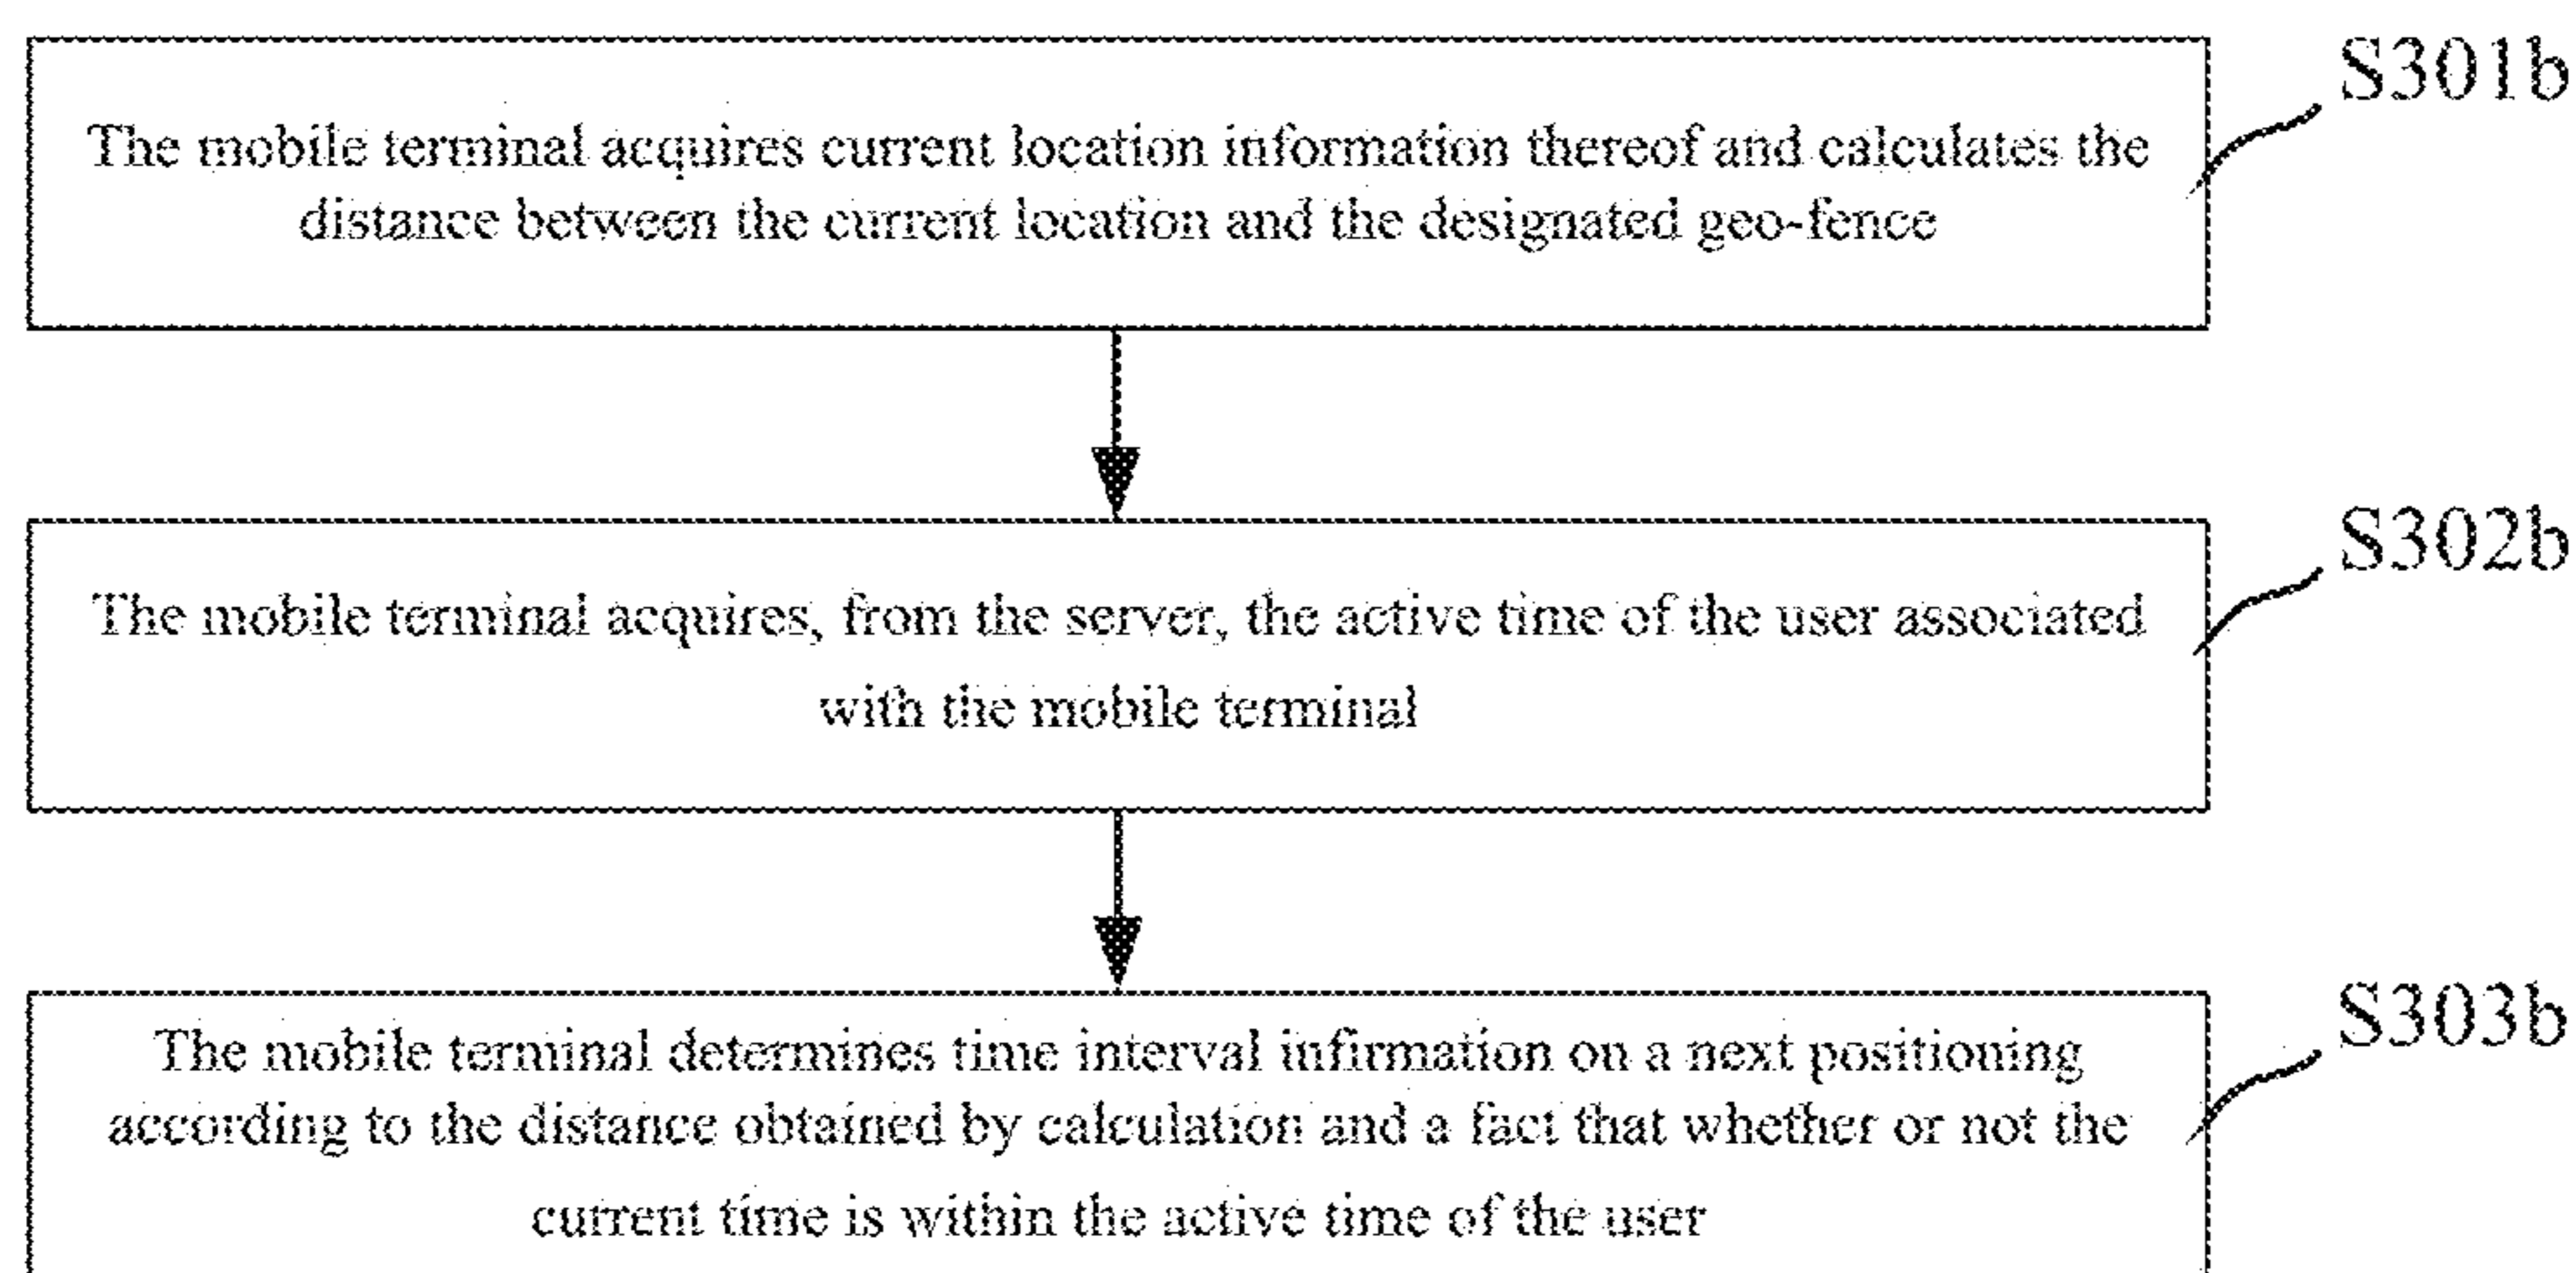 S301b
The mobile terminal acquires current location information thereof and calculates the
distance between the current location and the designated geo-fence
S302b
The mobile terminal acquires, from the server, the active time of the user associated
with the mobile terminal
S303b
The mobile terminal determines time interval infirmation on a next positioning
according to the distance obtained by calculation and a fact that whether or not the
current time is within the active time of the user